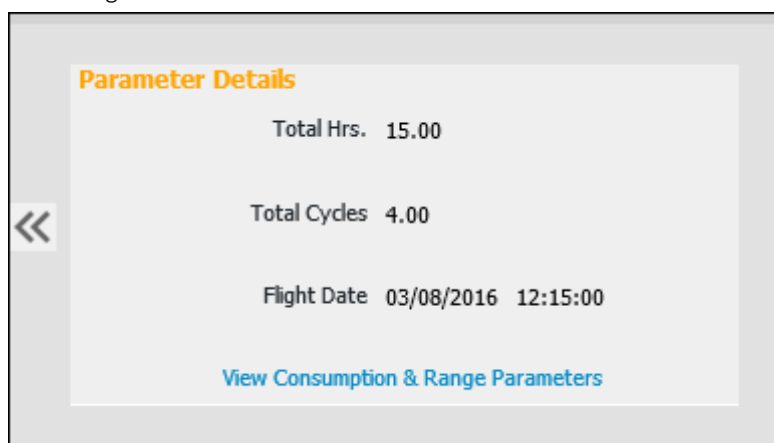 Parameter Details
Total Hrs. 15.00
Total Cycles 4.00
Flight Date 03/08/2016 12:15:00
View Consumption & Range Parameters